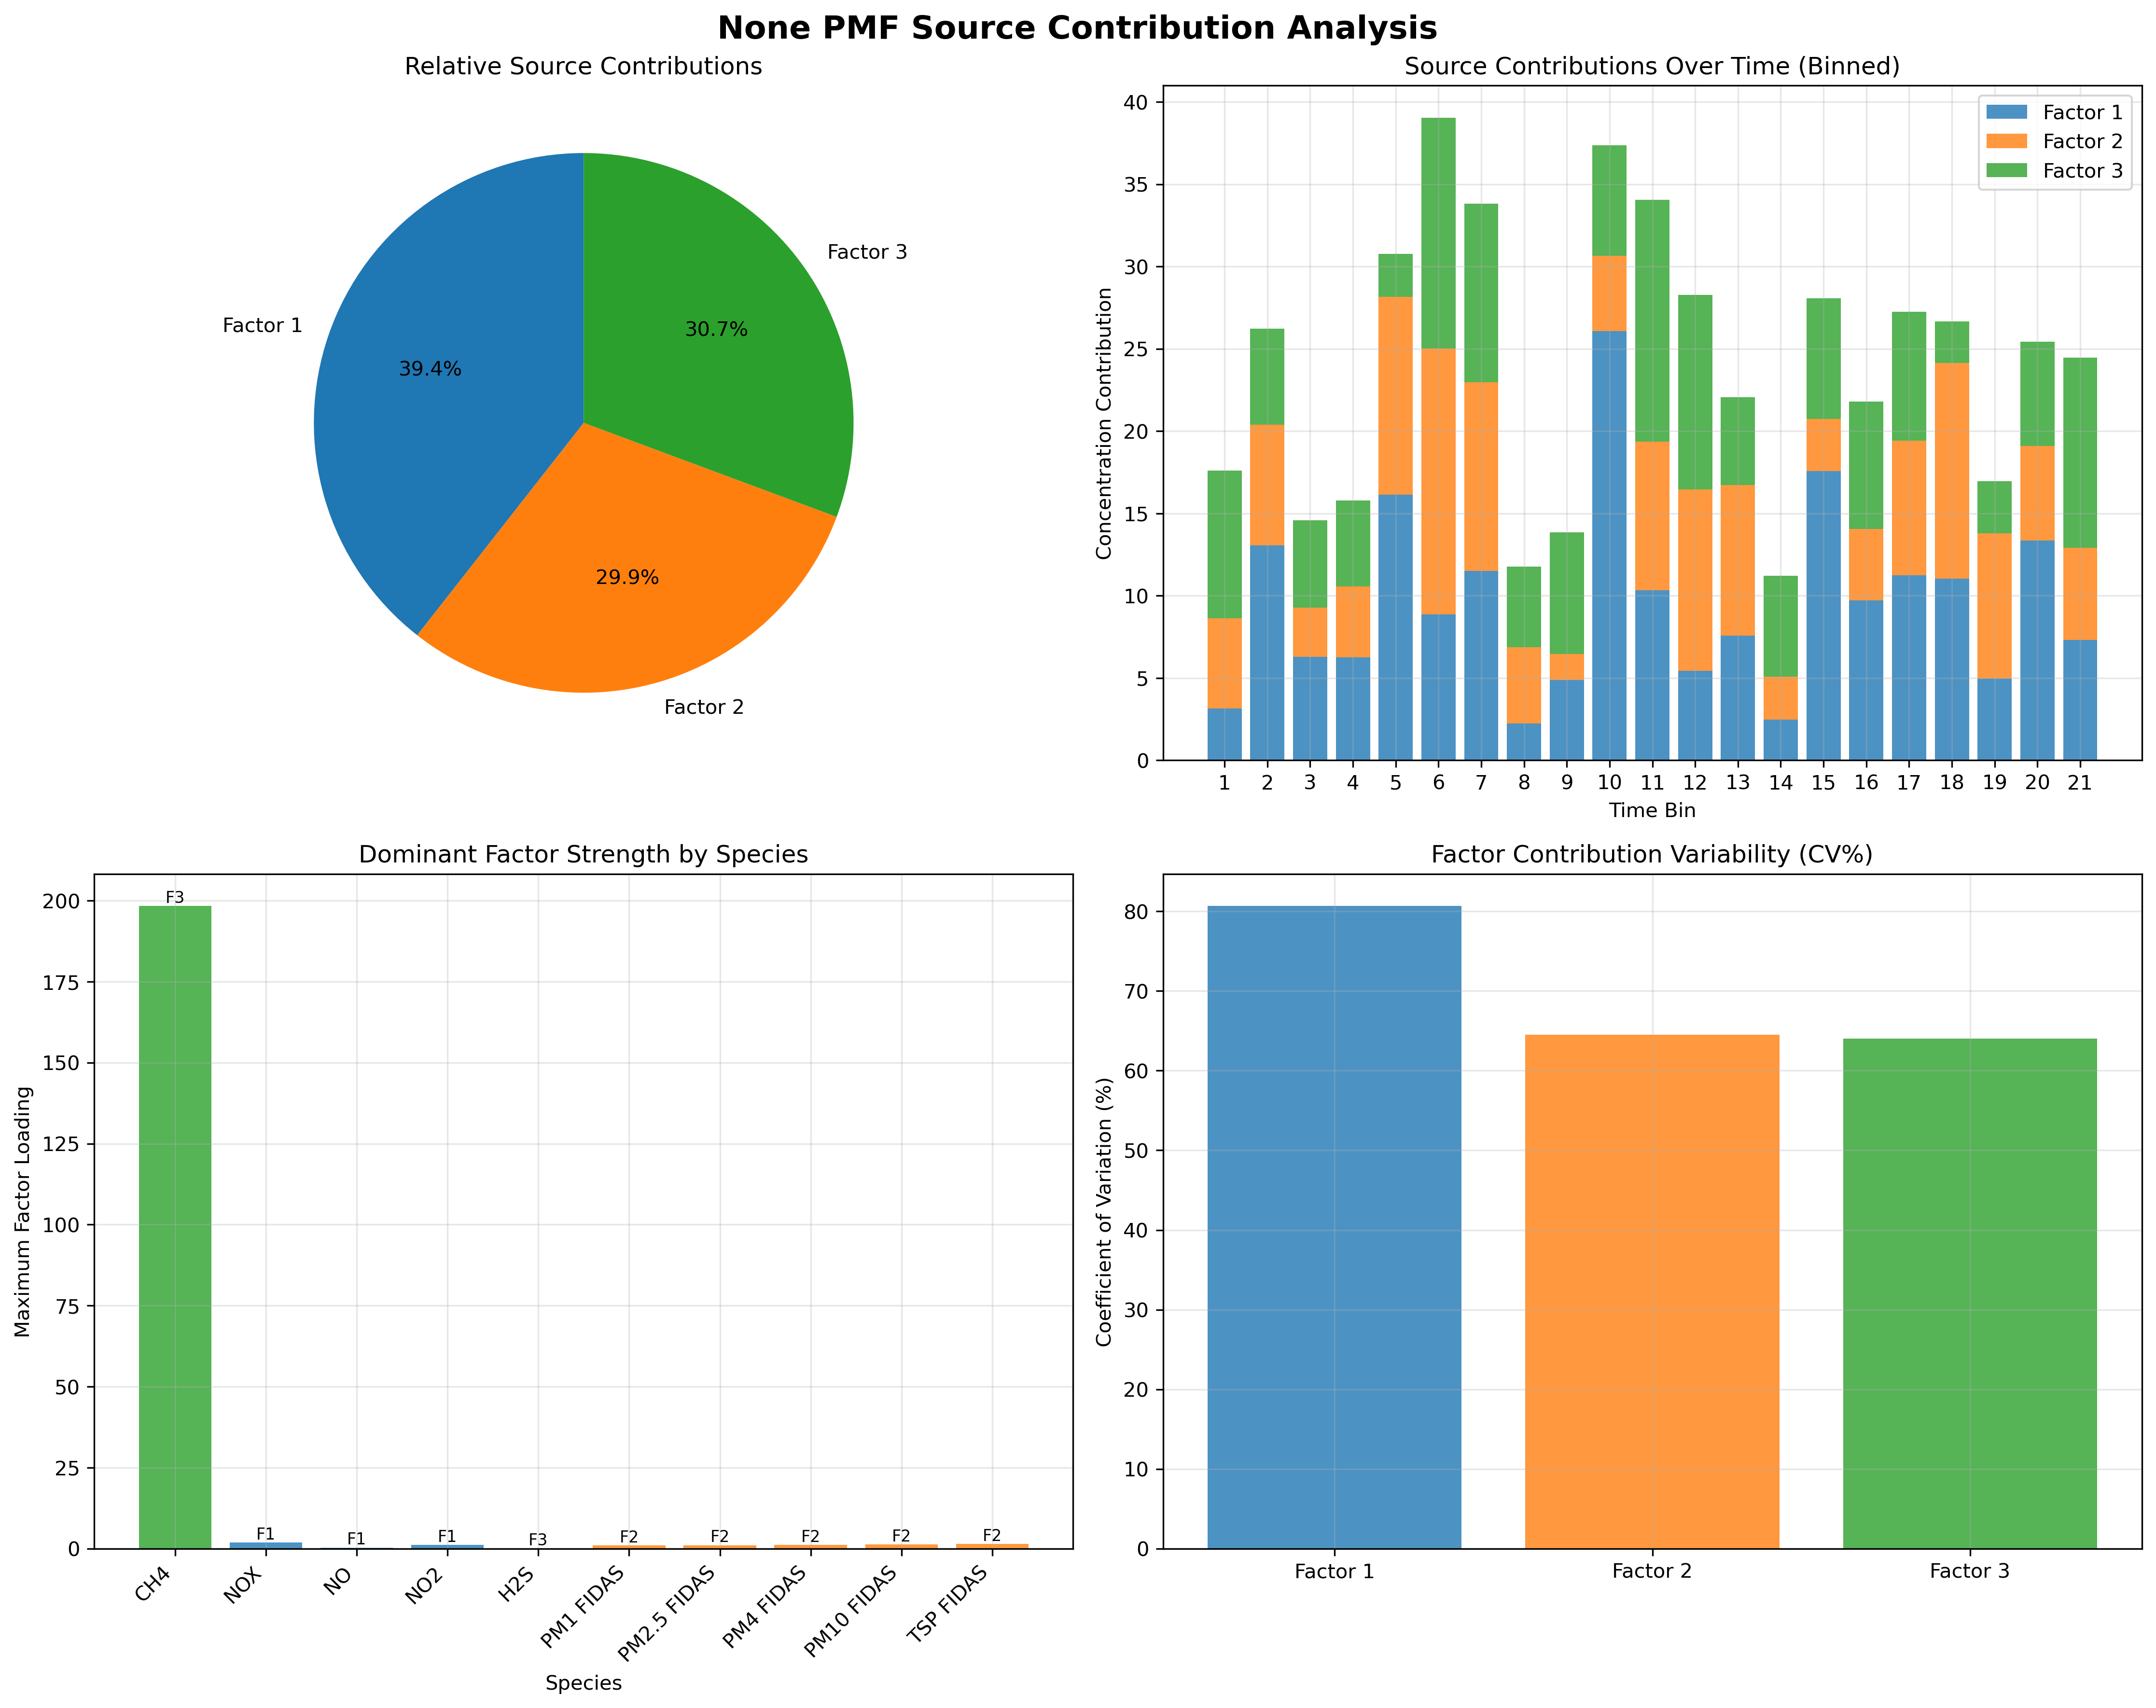 None PMF Source Contribution Analysis
Relative Source Contributions
Factor 1
Factor 2
Factor 3
39.4%
29.9%
30.7%
Source Contributions Over Time (Binned)
Concentration Contribution
40
35
30
25
20
15
10
5
0
1 2 3 4 5 6 7 8 9 10 11 12 13 14 15 16 17 18 19 20 21
Time Bin
Factor 1
Factor 2
Factor 3
Dominant Factor Strength by Species
Maximum Factor Loading
200
175
150
125
100
75
50
25
0
F3 F1 F1 F1 F3 F2 F2 F2 F2 F2
CH4
NOX
NO
NO2
H2S
PM1 FIDAS
PM2.5 FIDAS
PM4 FIDAS
PM10 FIDAS
TSP FIDAS
Species
Factor Contribution Variability (CV%)
Coefficient of Variation (%)
80
70
60
50
40
30
20
10
0
Factor 1 Factor 2 Factor 3